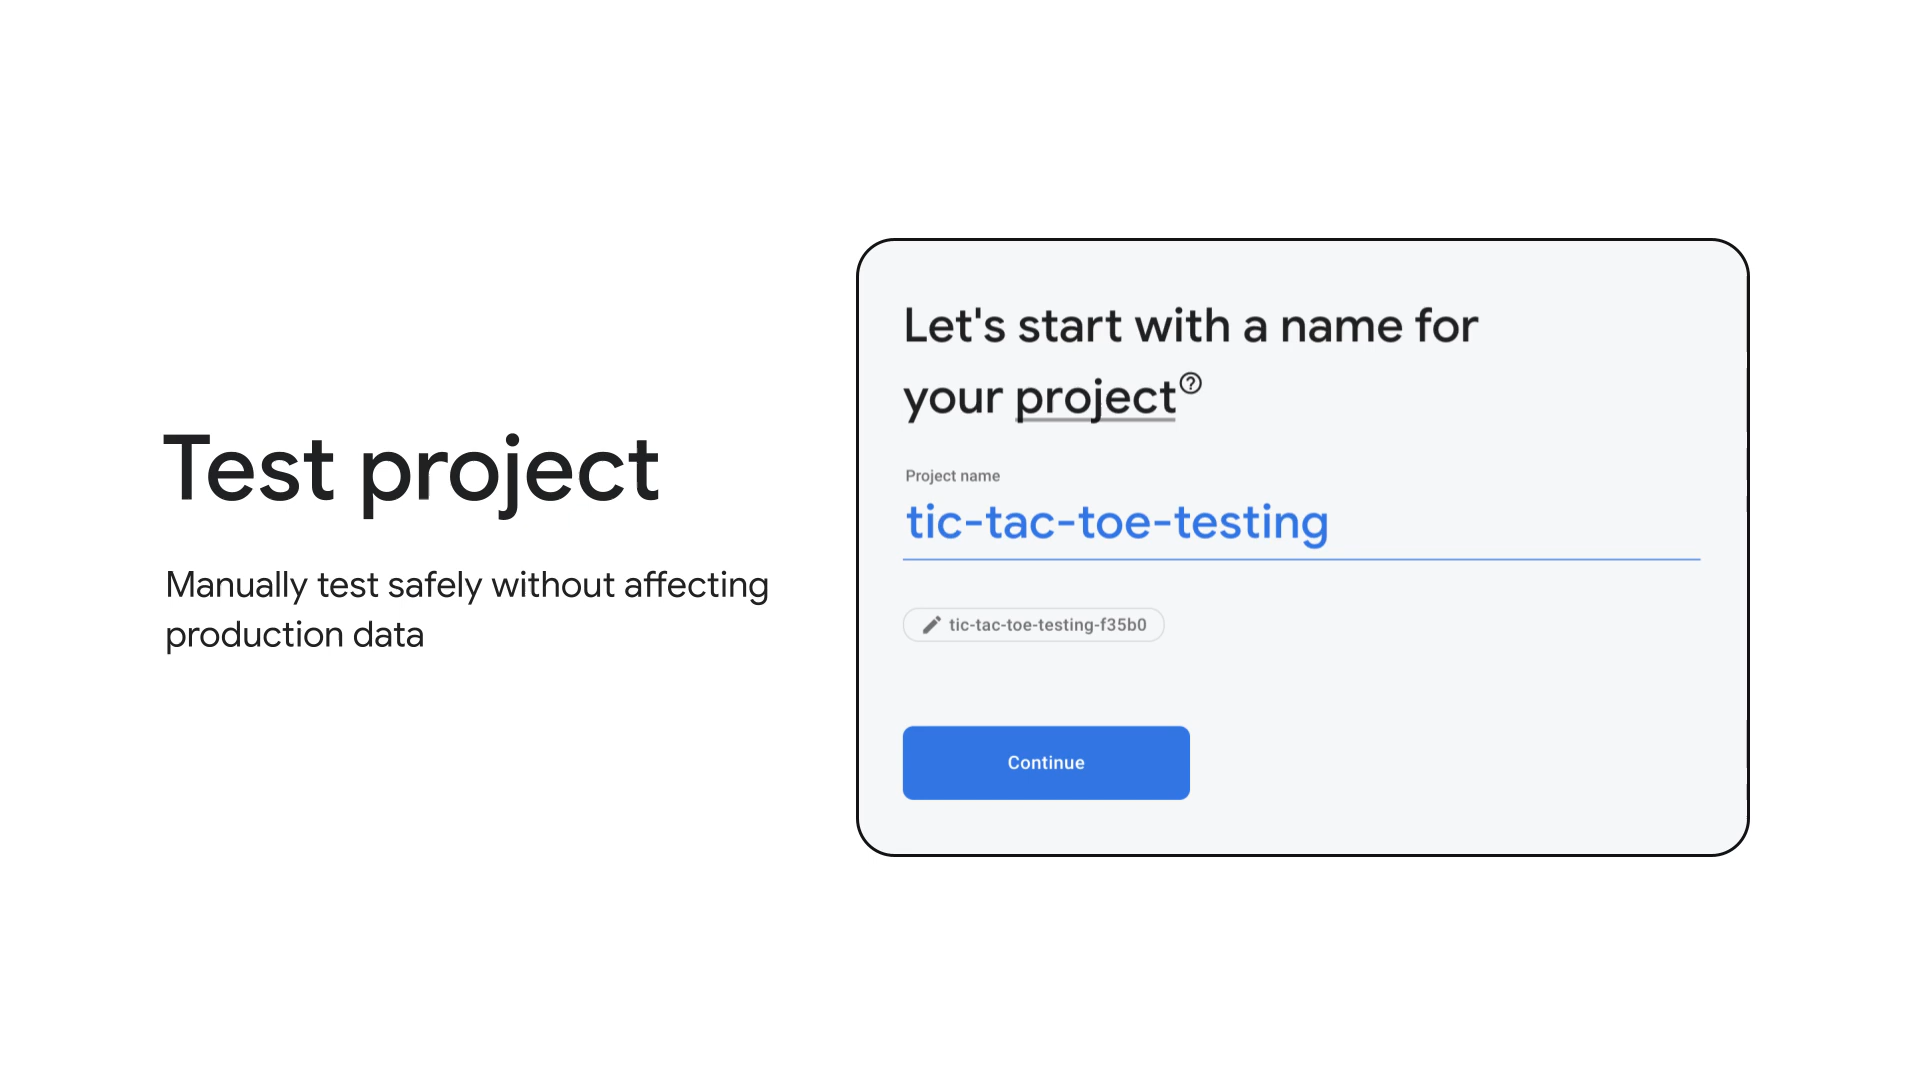 Test project
Manually test safely without affecting
production data
Let's start with a name for
your project
Project name
tic-tac-toe-testing
tic-tac-toe-testing-f35b0
Continue